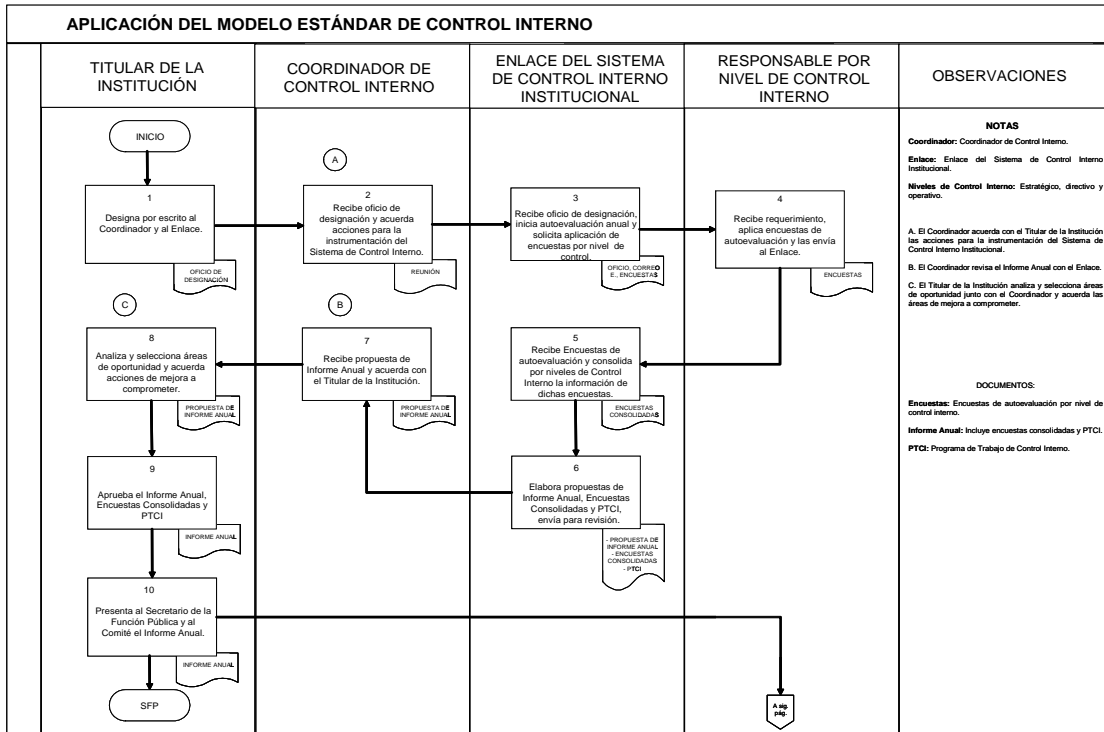 APLICACIÓN DEL MODELO ESTÁNDAR DE CONTROL INTERNO
TITULAR DE LA
INSTITUCIÓN
COORDINADOR DE
CONTROL INTERNO
ENLACE DEL SISTEMA
DE CONTROL INTERNO
INSTITUCIONAL
RESPONSABLE POR
NIVEL DE CONTROL
INTERNO
OBSERVACIONES
INICIO
1
Designa por escrito al
Coordinador y al Enlace.
OFICIO DE
DESIGNACIÓN
A
2
Recibe oficio de
designación y acuerda
acciones para la
instrumentación del
Sistema de Control Interno.
REUNIÓN
3
Recibe oficio de designación,
inicia autoevaluación anual y
solicita aplicación de
encuestas por nivel de
control.
OFICIO, CORREO
E., ENCUESTAS
4
Recibe requerimiento,
aplica encuestas de
autoevaluación y las envía
al Enlace.
ENCUESTAS
C
8
Analiza y selecciona áreas
de oportunidad y acuerda
acciones de mejora a
comprometer.
PROPUESTA DE
INFORME ANUAL
B
7
Recibe propuesta de
Informe Anual y acuerda con
el Titular de la Institución.
PROPUESTA DE
INFORME ANUAL
5
Recibe Encuestas de
autoevaluación y consolida
por niveles de Control
Interno la información de
dichas encuestas.
ENCUESTAS
CONSOLIDADAS
9
Aprueba el Informe Anual,
Encuestas Consolidadas y
PTCI
INFORME ANUAL
6
Elabora propuestas de
Informe Anual, Encuestas
Consolidadas y PTCI,
envía para revisión.
- PROPUESTA DE
INFORME ANUAL
- ENCUESTAS
CONSOLIDADAS
- PTCI
10
Presenta al Secretario de la
Función Pública y al
Comité el Informe Anual.
INFORME ANUAL
SFP
A sig.
pág.
NOTAS
Coordinador: Coordinador de Control Interno.
Enlace: Enlace del Sistema de Control Interno
Institucional.
Niveles de Control Interno: Estratégico, directivo y
operativo.
A. El Coordinador acuerda con el Titular de la Institución
las acciones para la instrumentación del Sistema de
Control Interno Institucional.
B. El Coordinador revisa el Informe Anual con el Enlace.
C. El Titular de la Institución analiza y selecciona áreas
de oportunidad junto con el Coordinador y acuerda las
áreas de mejora a comprometer.
DOCUMENTOS:
Encuestas: Encuestas de autoevaluación por nivel de
control interno.
Informe Anual: Incluye encuestas consolidadas y PTCI.
PTCI: Programa de Trabajo de Control Interno.